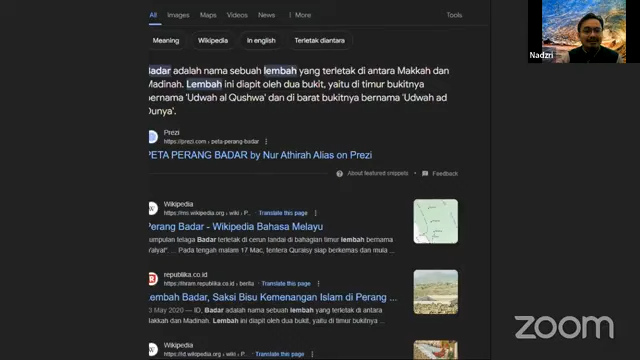 All Images Maps Videos News More Tools
Meaning Wikipedia In english Terletak diantara
Badar adalah nama sebuah lembah yang terletak di antara Makkah dan
Madinah. Lembah ini diapit oleh dua bukit, yaitu di timur bukitnya
bernama 'Udwah al Qushwa' dan di barat bukitnya bernama 'Udwah ad
Dunya'.
Prezi
https://prezi.com › peta-perang-badar
PETA PERANG BADAR by Nur Athirah Alias on Prezi
About featured snippets • Feedback
Wikipedia
https://ms.wikipedia.org › wiki › P... Translate this page
Perang Badar - Wikipedia Bahasa Melayu
Kumpulan telaga Badar terletak di cerun landai di bahagian timur lembah bernama
"Yalyal". ... Pada tengah malam 17 Mac, tentera Quraisy siap berkemas dan mula ...
republika.co.id
https://ihram.republika.co.id › berita Translate this page
Lembah Badar, Saksi Bisu Kemenangan Islam di Perang ...
May 2020 — ID, Badar adalah nama sebuah lembah yang terletak di antara
Makkah dan Madinah. Lembah ini diapit oleh dua bukit, yaitu di timur bukitnya ...
Wikipedia
https://id.wikipedia.org › wiki › P... Translate this page
Nadzri
zoom